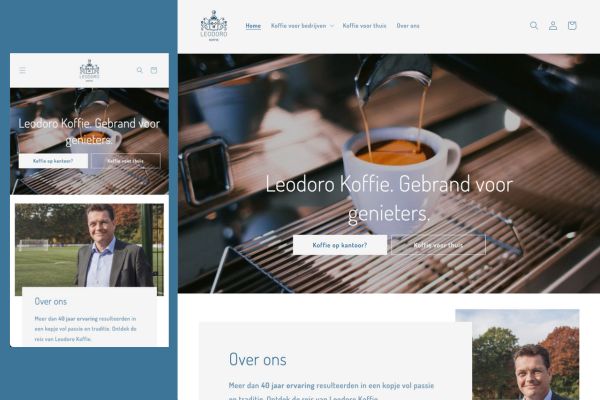 LEODORO
KOFFIE
Home
Koffie voor bedrijven
Koffie voor thuis
Over ons
LEODORO
Leodoro Koffie. Gebrand voor
genieters.
Koffie op kantoor?
Koffie voor thuis
Over ons
Meer dan 40 jaar ervaring resulteerden
in een kopje vol passie en traditie. Ontdek de
reis van Leodoro Koffie.
Leodoro Koffie. Gebrand voor
genieters.
Koffie op kantoor?
Koffie voor thuis
Over ons
Meer dan 40 jaar ervaring resulteerden in een kopje vol passie
en traditie. Ontdek de reis van Leodoro Koffie.